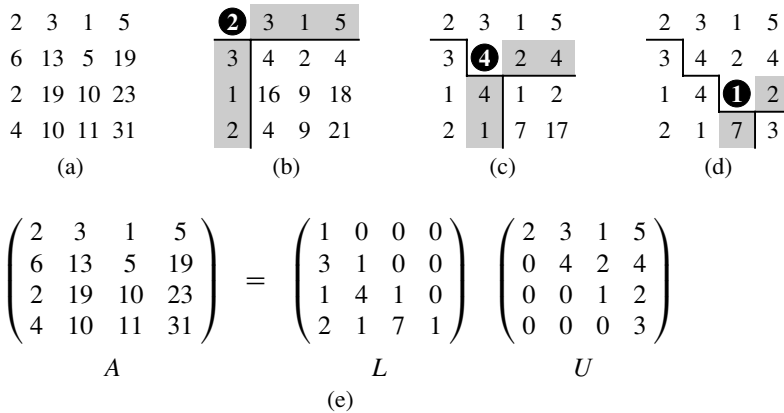 2 3 1 5
6 13 5 19
2 19 10 23
4 10 11 31
(a)
2 3 1 5
3 4 2 4
1 16 9 18
2 4 9 21
(b)
2 3 1 5
3 4 2 4
1 4 1 2
2 1 7 17
(c)
2 3 1 5
3 4 2 4
1 4 1 2
2 1 7 3
(d)
2 3 1 5
6 13 5 19
2 19 10 23
4 10 11 31
A
=
1 0 0 0
3 1 0 0
1 4 1 0
2 1 7 1
L
2 3 1 5
0 4 2 4
0 0 1 2
0 0 0 3
U
(e)